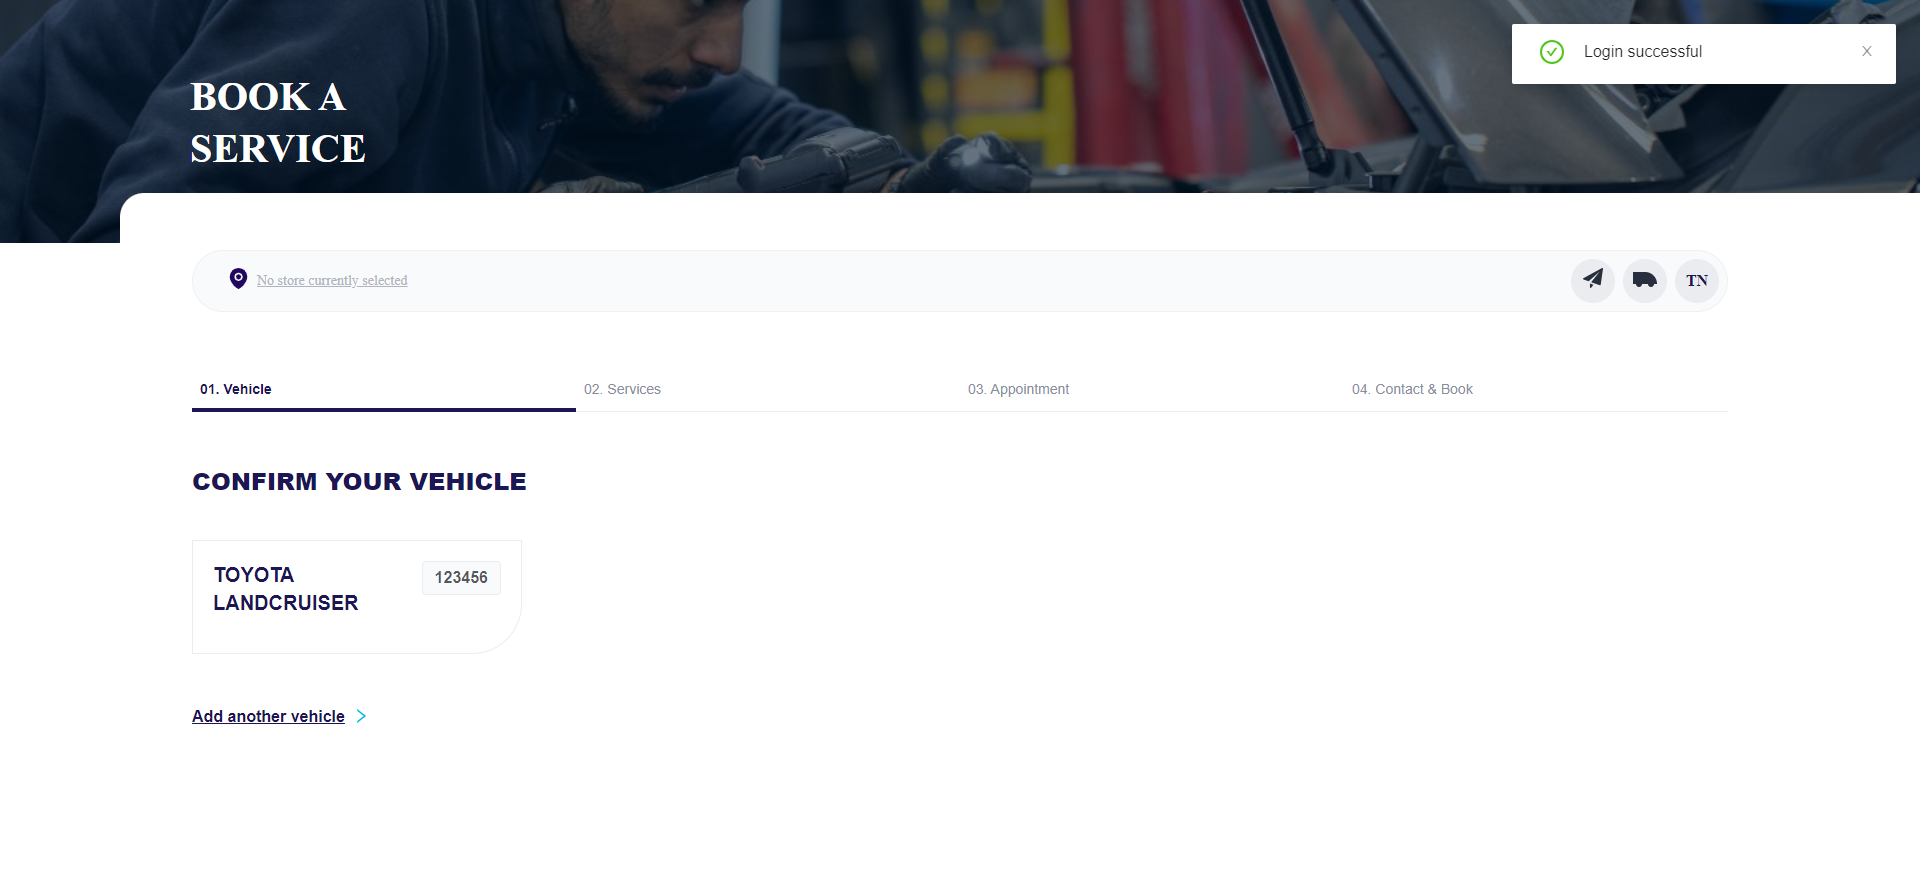 BOOK A
SERVICE
Login successful
No store currently selected
TN
01. Vehicle
02. Services
03. Appointment
04. Contact & Book
CONFIRM YOUR VEHICLE
TOYOTA
LANDCRUISER
123456
Add another vehicle